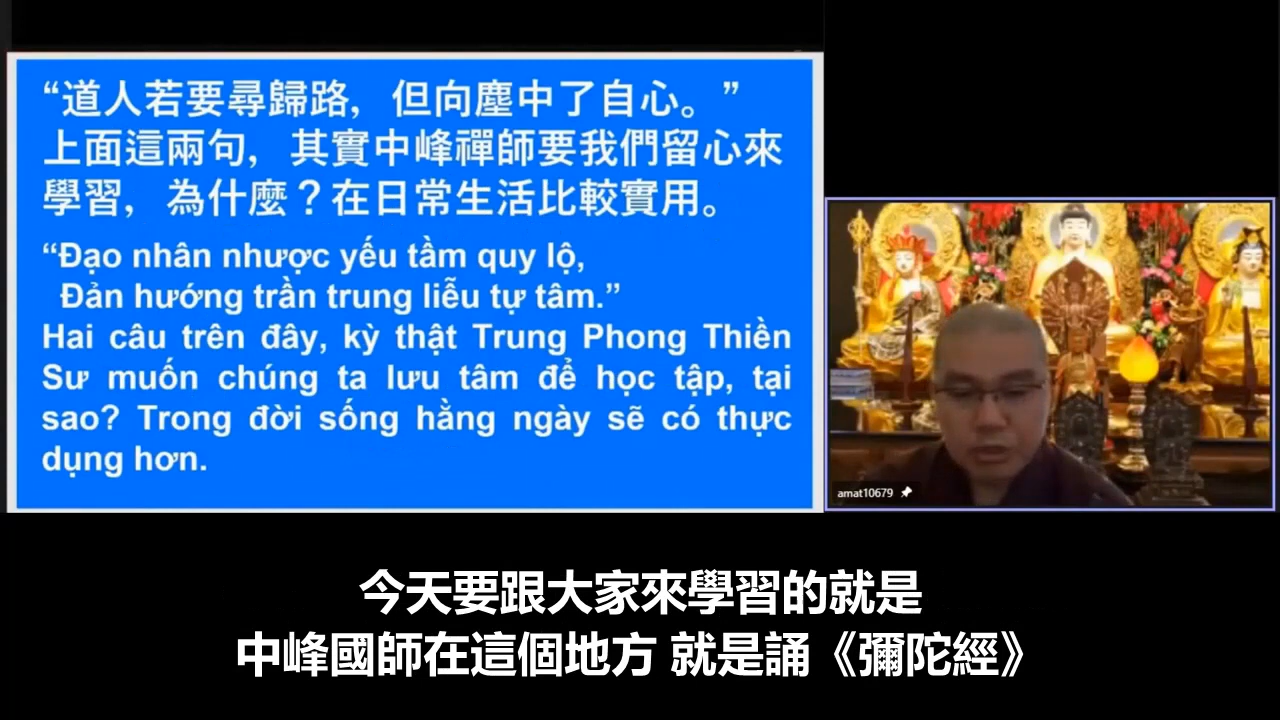 “道人若要尋歸路，但向塵中了自心。”
上面這兩句，其實中峰禪師要我們留心來
學習，為什麼？在日常生活比較實用。
“Đạo nhân nhược yếu tầm quy lộ,
Đản hướng trần trung liễu tự tâm.”
Hai câu trên đây, kỳ thật Trung Phong Thiền
Sư muốn chúng ta lưu tâm để học tập, tại
sao? Trong đời sống hằng ngày sẽ có thực
dụng hơn.
amat10679
今天要跟大家來學習的就是
中峰國師在這個地方 就是誦《彌陀經》